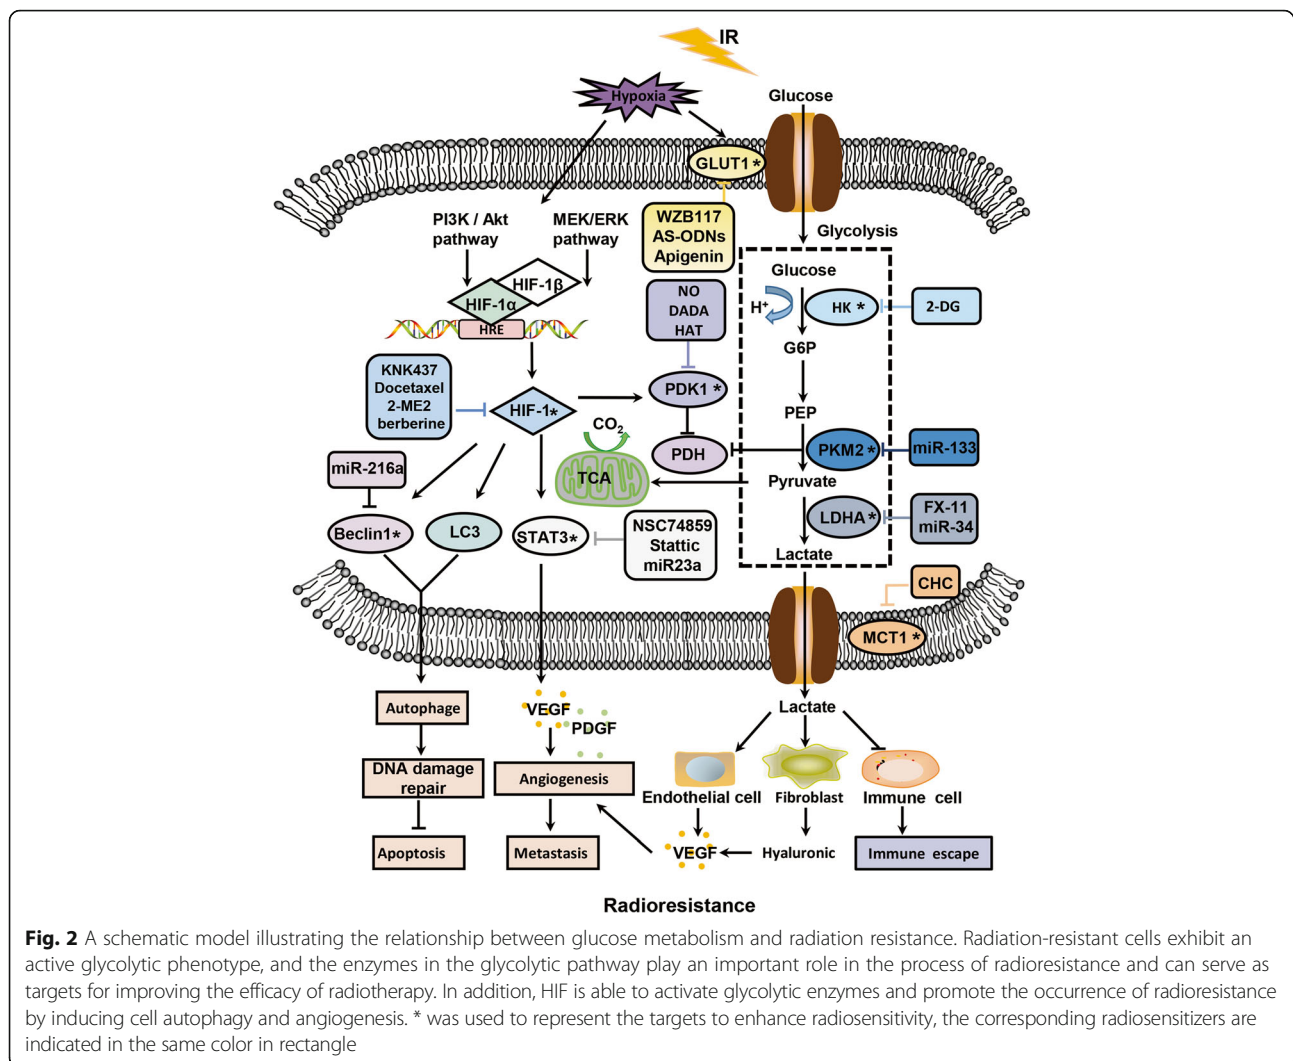 IR
Hypoxia
Glucose
GLUT1 *
PI3K / Akt
pathway
MEK/ERK
pathway
WZB117
AS-ODNs
Apigenin
Glycolysis
Glucose
HIF-1β
HIF-1α
HRE
NO
DADA
HAT
H+
HK *
2-DG
G6P
KNK437
Docetaxel
2-ME2
berberine
HIF-1*
PDK1 *
PEP
CO2
PDH
PKM2 *
miR-133
miR-216a
TCA
Pyruvate
Beclin1*
LC3
STAT3*
NSC74859
Stattic
miR23a
LDHA *
FX-11
miR-34
Lactate
CHC
MCT1 *
Autophage
VEGF
PDGF
Lactate
DNA damage
repair
Angiogenesis
Endothelial cell
Fibroblast
Immune cell
Apoptosis
Metastasis
VEGF
Hyaluronic
Immune escape
Radioresistance
Fig. 2 A schematic model illustrating the relationship between glucose metabolism and radiation resistance. Radiation-resistant cells exhibit an
active glycolytic phenotype, and the enzymes in the glycolytic pathway play an important role in the process of radioresistance and can serve as
targets for improving the efficacy of radiotherapy. In addition, HIF is able to activate glycolytic enzymes and promote the occurrence of radioresistance
by inducing cell autophagy and angiogenesis. * was used to represent the targets to enhance radiosensitivity, the corresponding radiosensitizers are
indicated in the same color in rectangle